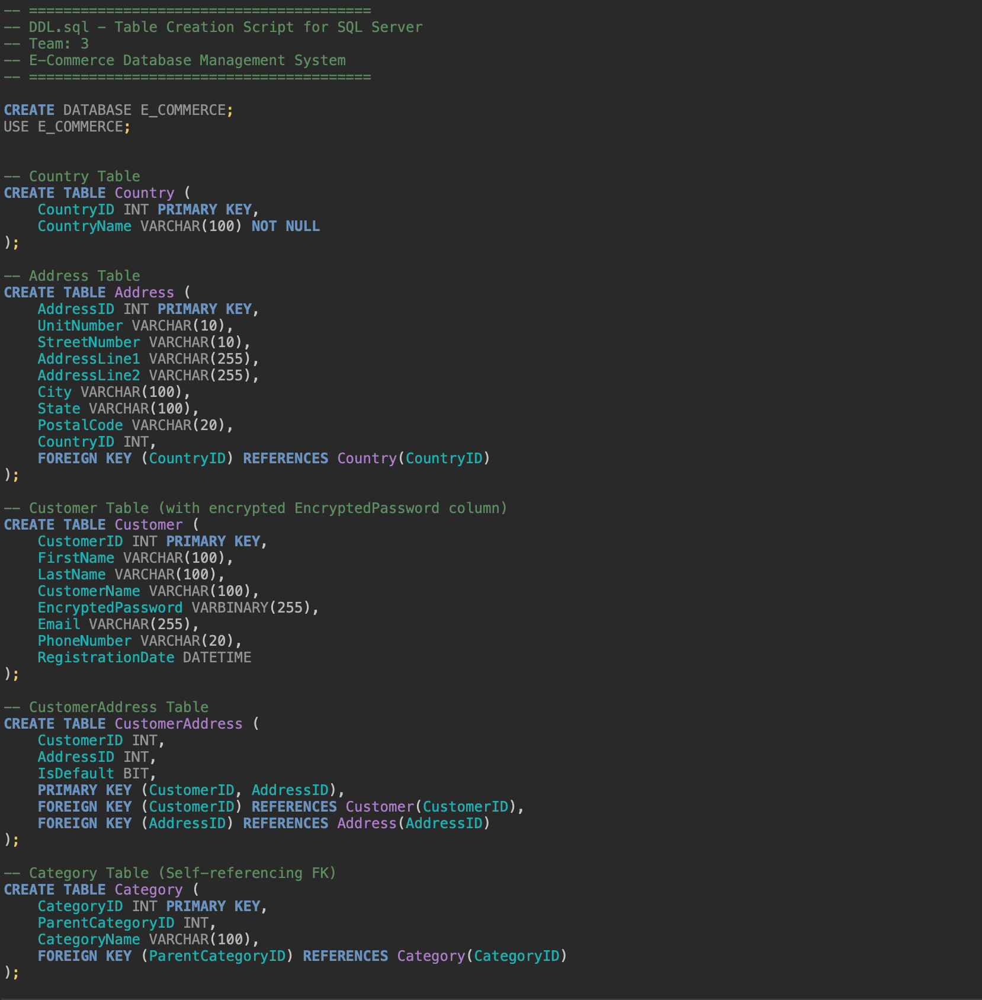 -- ========================================
-- DDL.sql - Table Creation Script for SQL Server
-- Team: 3
-- E-Commerce Database Management System
-- ========================================
CREATE DATABASE E_COMMERCE;
USE E_COMMERCE;
-- Country Table
CREATE TABLE Country (
    CountryID INT PRIMARY KEY,
    CountryName VARCHAR(100) NOT NULL
);
-- Address Table
CREATE TABLE Address (
    AddressID INT PRIMARY KEY,
    UnitNumber VARCHAR(10),
    StreetNumber VARCHAR(10),
    AddressLine1 VARCHAR(255),
    AddressLine2 VARCHAR(255),
    City VARCHAR(100),
    State VARCHAR(100),
    PostalCode VARCHAR(20),
    CountryID INT,
    FOREIGN KEY (CountryID) REFERENCES Country(CountryID)
);
-- Customer Table (with encrypted EncryptedPassword column)
CREATE TABLE Customer (
    CustomerID INT PRIMARY KEY,
    FirstName VARCHAR(100),
    LastName VARCHAR(100),
    CustomerName VARCHAR(100),
    EncryptedPassword VARBINARY(255),
    Email VARCHAR(255),
    PhoneNumber VARCHAR(20),
    RegistrationDate DATETIME
);
-- CustomerAddress Table
CREATE TABLE CustomerAddress (
    CustomerID INT,
    AddressID INT,
    IsDefault BIT,
    PRIMARY KEY (CustomerID, AddressID),
    FOREIGN KEY (CustomerID) REFERENCES Customer(CustomerID),
    FOREIGN KEY (AddressID) REFERENCES Address(AddressID)
);
-- Category Table (Self-referencing FK)
CREATE TABLE Category (
    CategoryID INT PRIMARY KEY,
    ParentCategoryID INT,
    CategoryName VARCHAR(100),
    FOREIGN KEY (ParentCategoryID) REFERENCES Category(CategoryID)
);